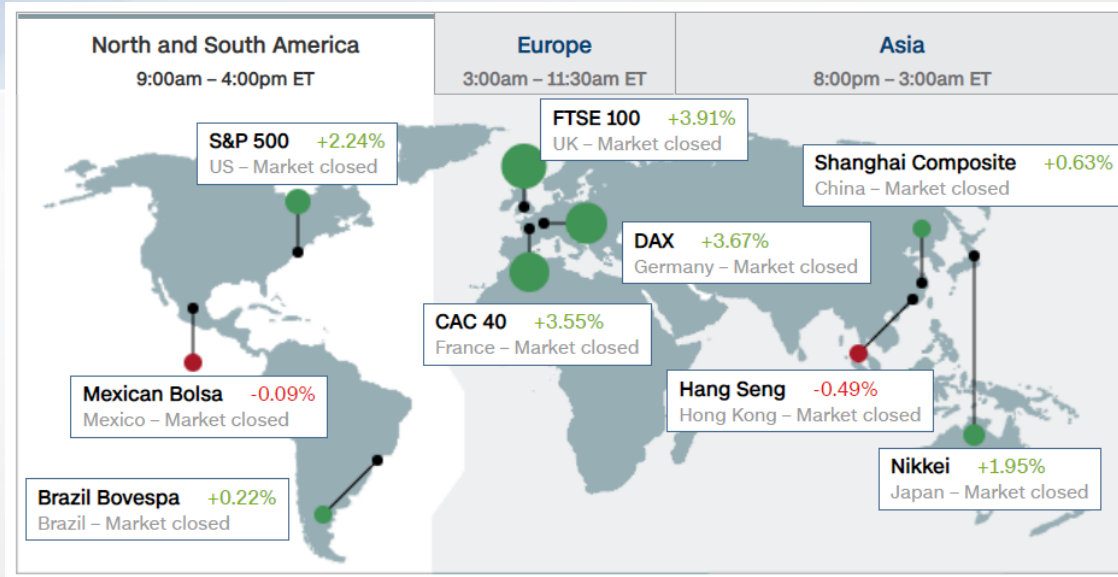 North and South America
9:00am – 4:00pm ET
Europe
3:00am – 11:30am ET
Asia
8:00pm – 3:00am ET
S&P 500 +2.24%
US – Market closed
FTSE 100 +3.91%
UK – Market closed
Shanghai Composite +0.63%
China – Market closed
DAX +3.67%
Germany – Market closed
CAC 40 +3.55%
France – Market closed
Mexican Bolsa -0.09%
Mexico – Market closed
Hang Seng -0.49%
Hong Kong – Market closed
Nikkei +1.95%
Japan – Market closed
Brazil Bovespa +0.22%
Brazil – Market closed